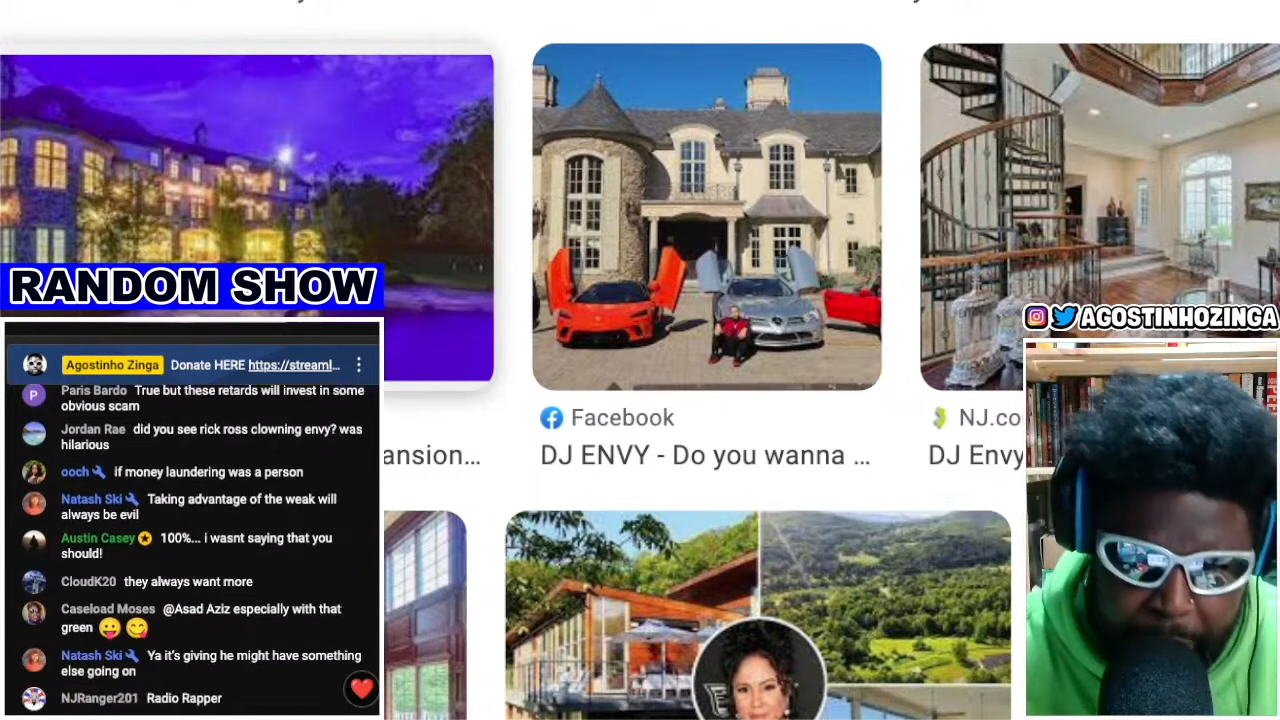 RANDOM SHOW
Agostinho Zinga Donate HERE https://streaml...
Paris Bardo True but these retards will invest in some
obvious scam
Jordan Rae did you see rick ross clowning envy? was
hilarious
ooch if money laundering was a person
Natash Ski Taking advantage of the weak will
always be evil
Austin Casey 100%... i wasnt saying that you
should!
CloudK20 they always want more
Caseload Moses @Asad Aziz especially with that
green
Natash Ski Ya it's giving he might have something
else going on
NJRanger201 Radio Rapper
ansion...
Facebook
DJ ENVY - Do you wanna ...
NJ.co
DJ Envy
AGOSTINHOZINGA